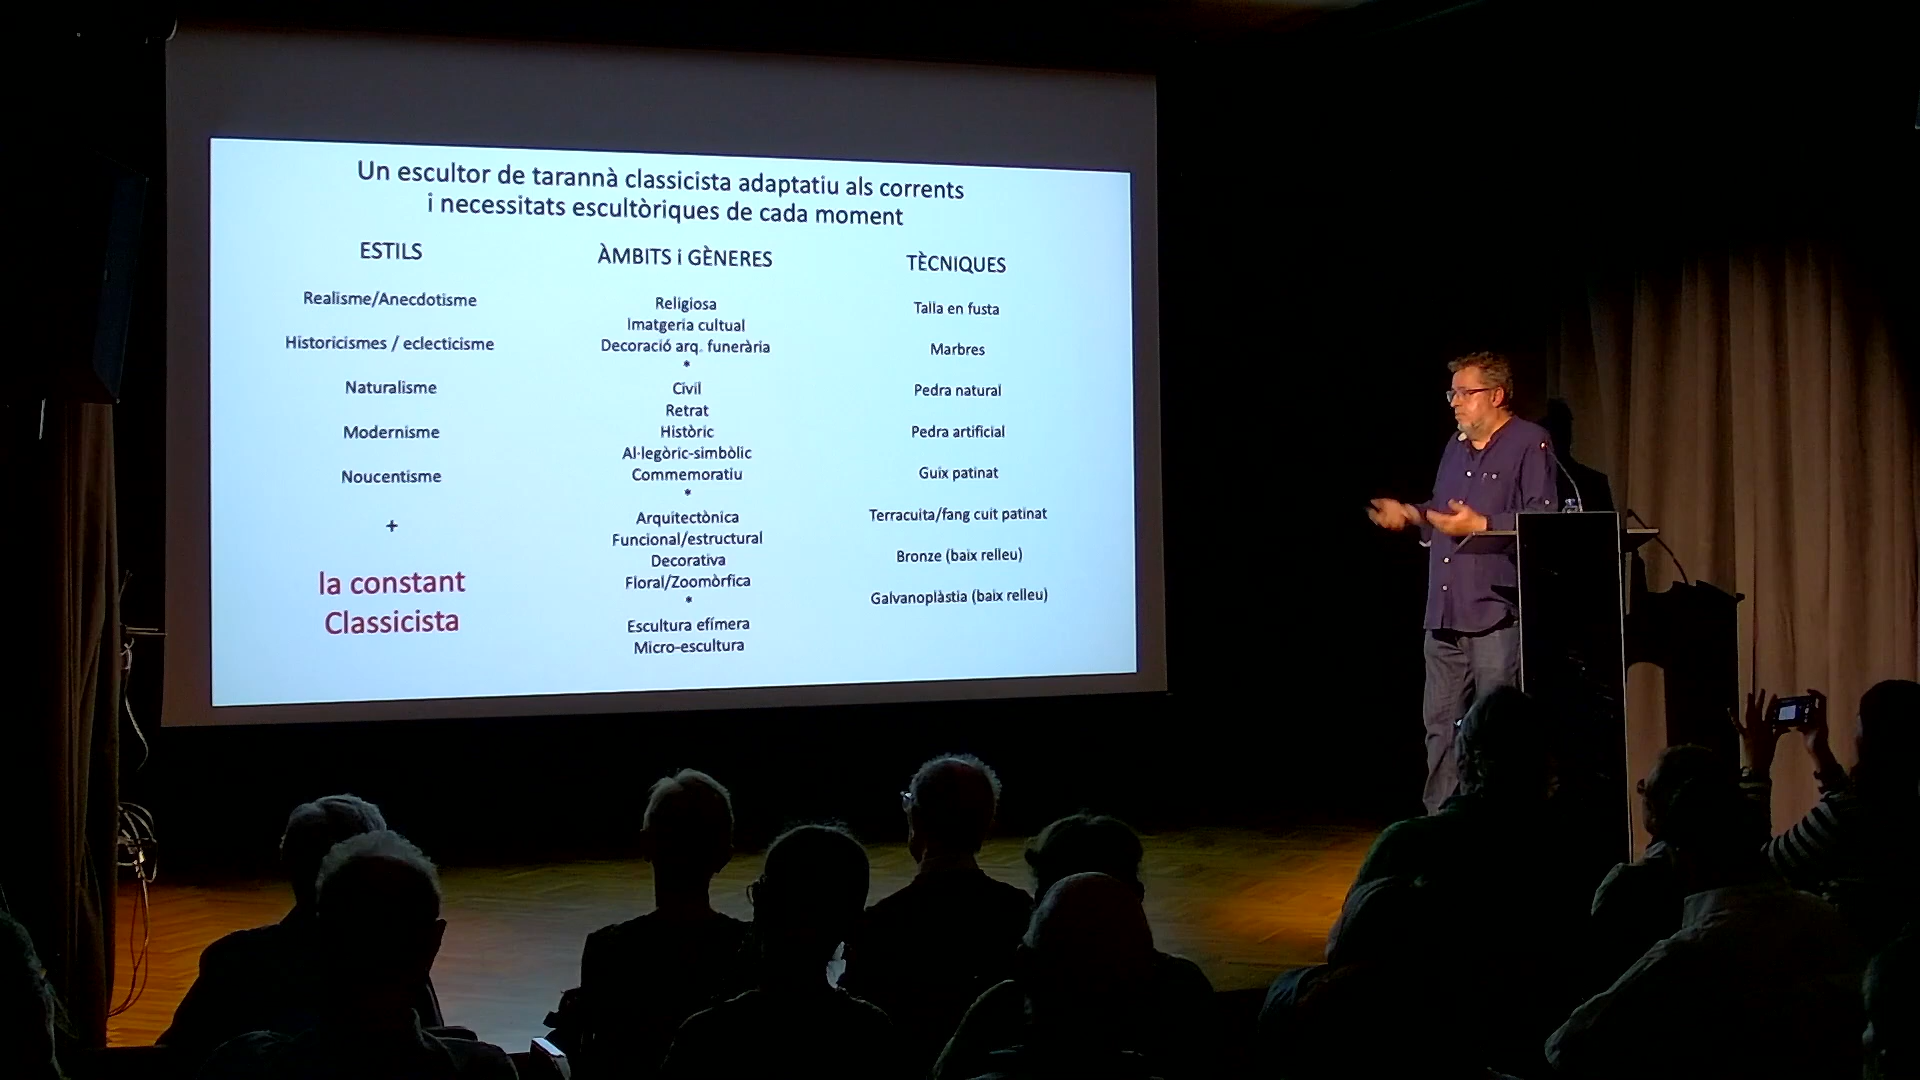 Un escultor de tarannà classicista adaptatiu als corrents
i necessitats escultòriques de cada moment
ESTILS
Realisme/Anecdotisme
Historicismes / eclecticisme
Naturalisme
Modernisme
Noucentisme
+
la constant
Classicista
ÀMBITS i GÈNERES
Religiosa
Imatgeria cultual
Decoració arq. funerària
*
Civil
Retrat
Històric
Al·legòric-simbòlic
Commemoratiu
*
Arquitectònica
Funcional/estructural
Decorativa
Floral/Zoomòrfica
*
Escultura efímera
Micro-escultura
TÈCNIQUES
Talla en fusta
Marbres
Pedra natural
Pedra artificial
Guix patinat
Terracuita/fang cuit patinat
Bronze (baix relleu)
Galvanoplàstia (baix relleu)